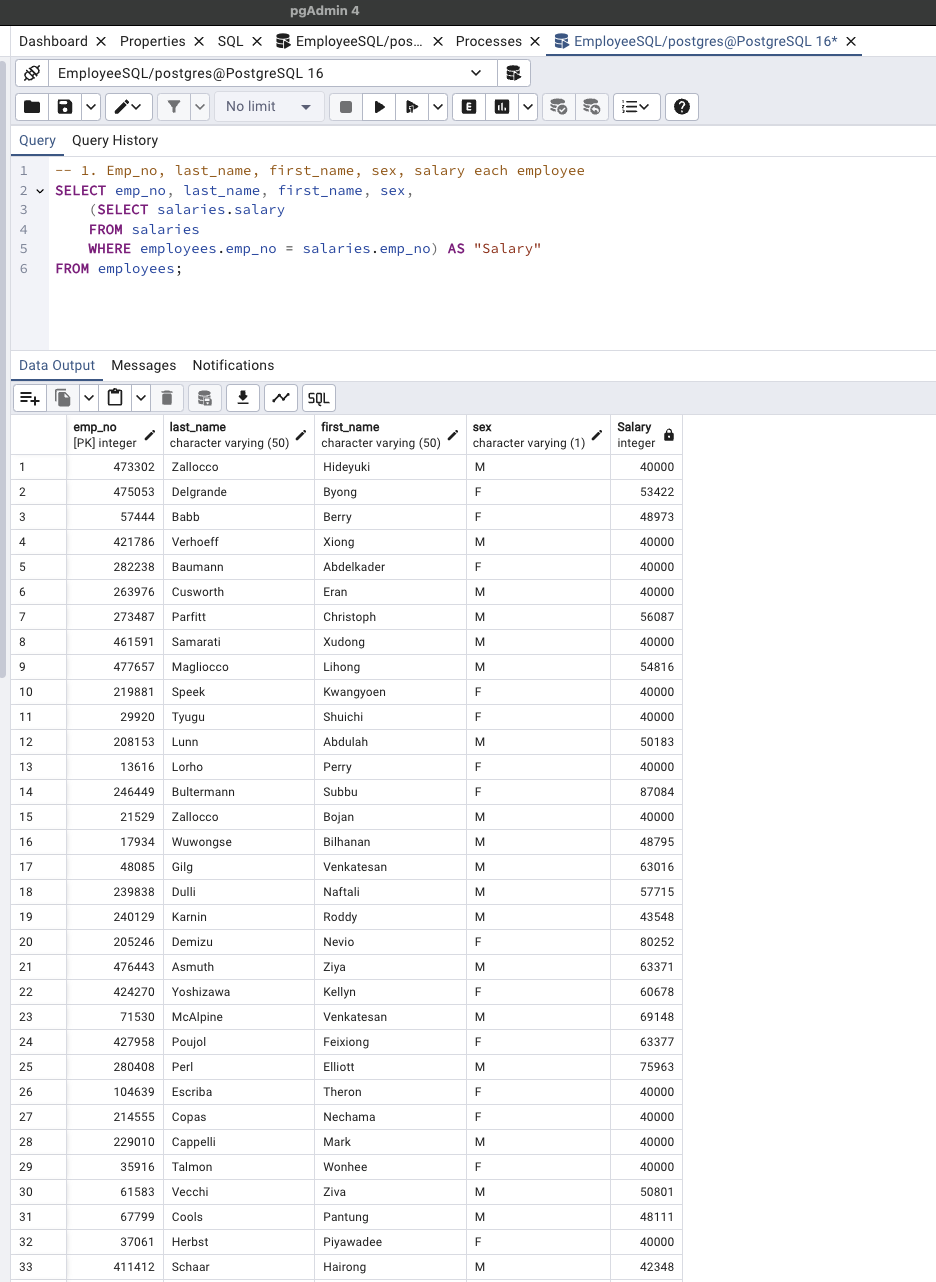 pgAdmin 4
Dashboard Properties SQL EmployeeSQL/pos... Processes EmployeeSQL/postgres@PostgreSQL 16*
EmployeeSQL/postgres@PostgreSQL 16
No limit E
Query Query History
1 -- 1. Emp_no, last_name, first_name, sex, salary each employee
2 SELECT emp_no, last_name, first_name, sex,
3 (SELECT salaries.salary
4 FROM salaries
5 WHERE employees.emp_no = salaries.emp_no) AS "Salary"
6 FROM employees;
Data Output Messages Notifications
SQL
emp_no last_name first_name sex Salary
[PK] integer character varying (50) character varying (50) character varying (1) integer
1 473302 Zallocco Hideyuki M 40000
2 475053 Delgrande Byong F 53422
3 57444 Babb Berry F 48973
4 421786 Verhoeff Xiong M 40000
5 282238 Baumann Abdelkader F 40000
6 263976 Cusworth Eran M 40000
7 273487 Parfitt Christoph M 56087
8 461591 Samarati Xudong M 40000
9 477657 Magliocco Lihong M 54816
10 219881 Speek Kwangyoen F 40000
11 29920 Tyugu Shuichi F 40000
12 208153 Lunn Abdulah M 50183
13 13616 Lorho Perry F 40000
14 246449 Bultermann Subbu F 87084
15 21529 Zallocco Bojan M 40000
16 17934 Wuwongse Bilhanan M 48795
17 48085 Gilg Venkatesan M 63016
18 239838 Dulli Naftali M 57715
19 240129 Karnin Roddy M 43548
20 205246 Demizu Nevio F 80252
21 476443 Asmuth Ziya M 63371
22 424270 Yoshizawa Kellyn F 60678
23 71530 McAlpine Venkatesan M 69148
24 427958 Poujol Feixiong F 63377
25 280408 Perl Elliott M 75963
26 104639 Escriba Theron F 40000
27 214555 Copas Nechama F 40000
28 229010 Cappelli Mark M 40000
29 35916 Talmon Wonhee F 40000
30 61583 Vecchi Ziva M 50801
31 67799 Cools Pantung M 48111
32 37061 Herbst Piyawadee F 40000
33 411412 Schaar Hairong M 42348